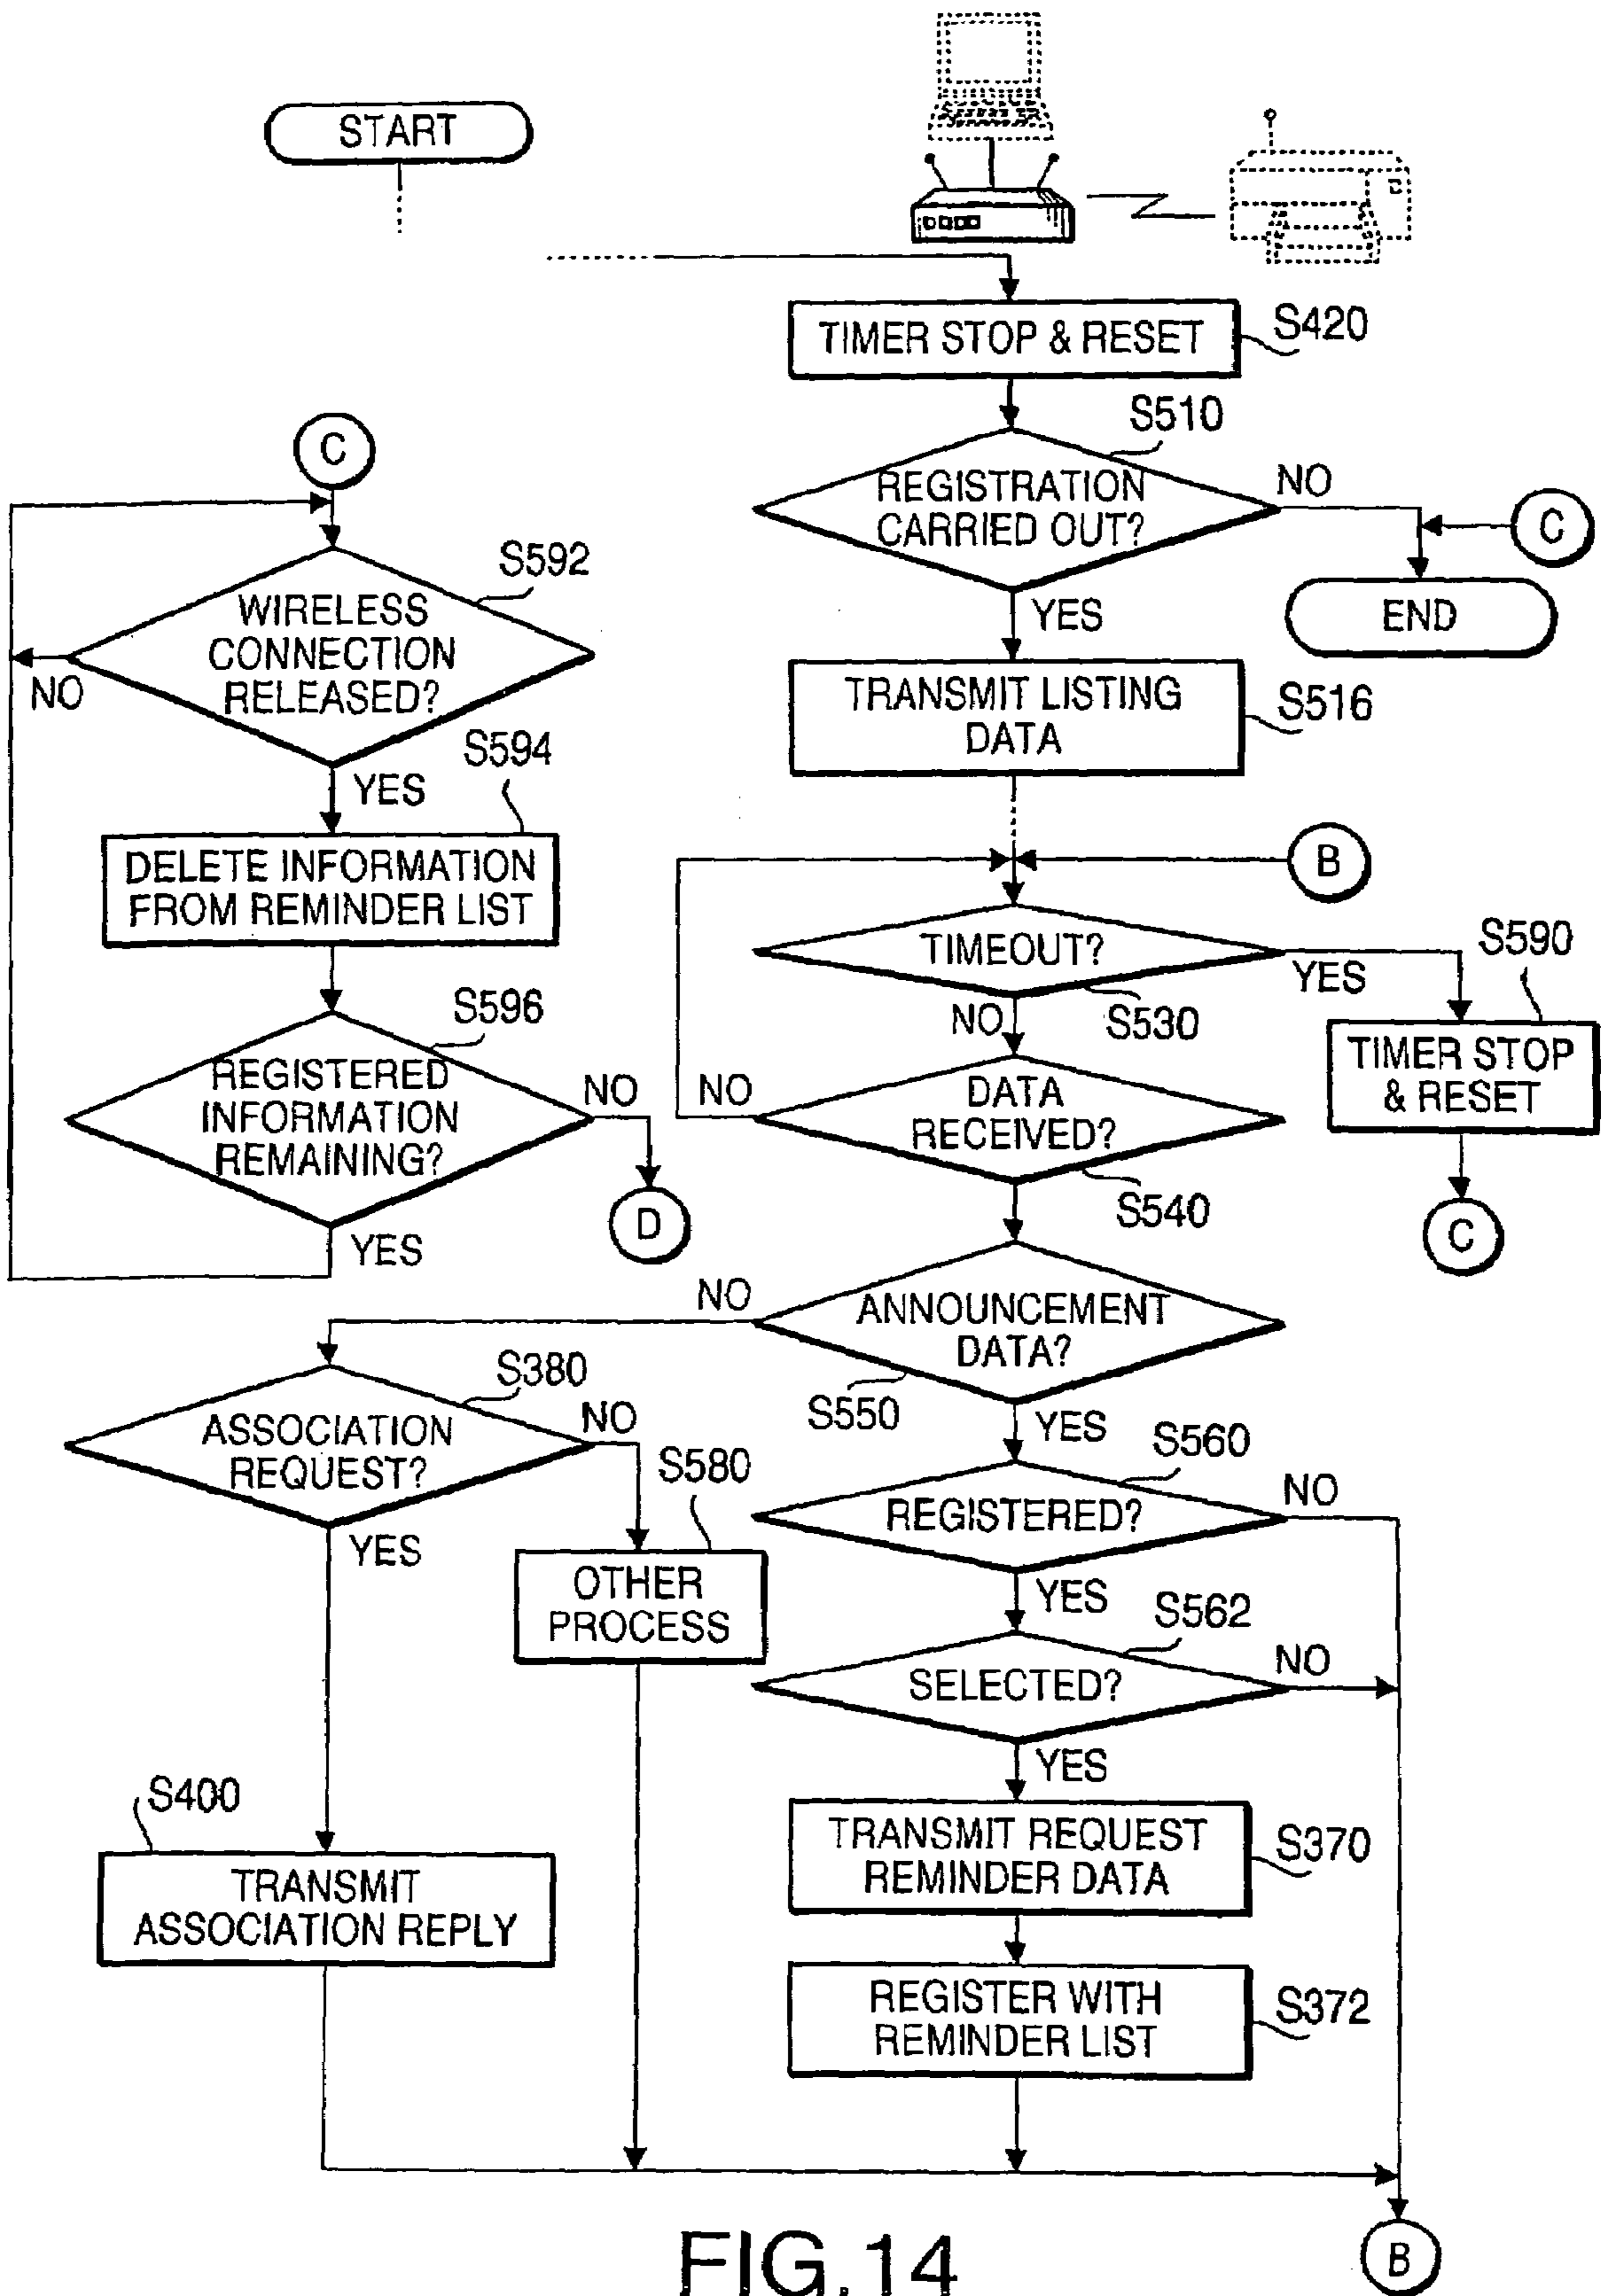 START
TIMER STOP & RESET
S420
S510
REGISTRATION
CARRIED OUT?
NO
C
END
YES
TRANSMIT LISTING
DATA
S516
C
S592
WIRELESS
CONNECTION
RELEASED?
NO
YES
S594
DELETE INFORMATION
FROM REMINDER LIST
S596
REGISTERED
INFORMATION
REMAINING?
NO
D
YES
B
TIMEOUT?
YES
S590
NO
S530
TIMER STOP
& RESET
C
DATA
RECEIVED?
NO
S540
ANNOUNCEMENT
DATA?
NO
S550
YES
S380
ASSOCIATION
REQUEST?
NO
YES
S580
OTHER
PROCESS
S400
TRANSMIT
ASSOCIATION REPLY
S560
REGISTERED?
NO
YES
S562
SELECTED?
NO
YES
TRANSMIT REQUEST
REMINDER DATA
S370
REGISTER WITH
REMINDER LIST
S372
B
FIG.14